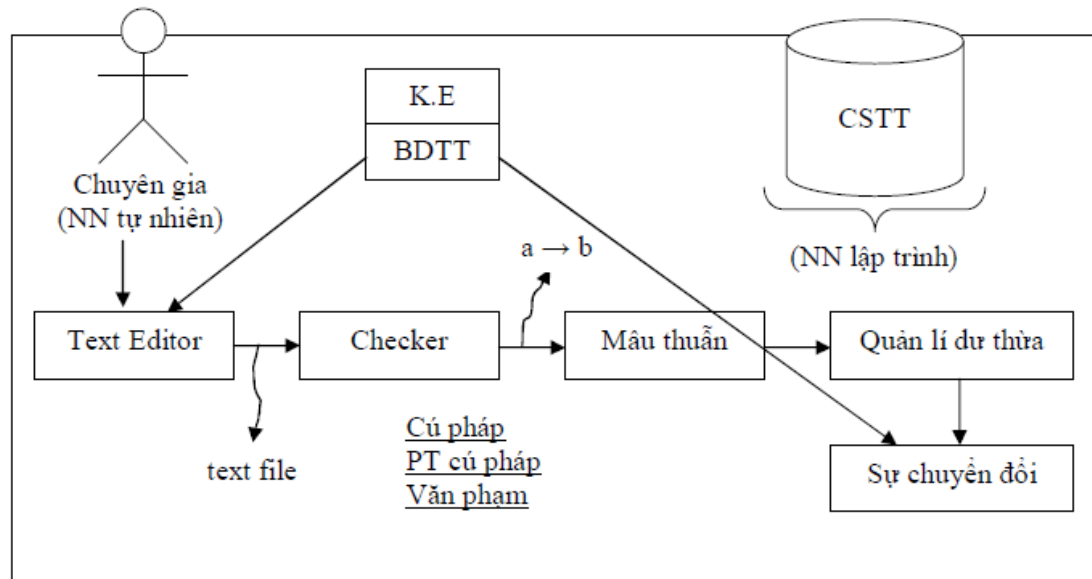 K.E
BDTT
CSTT
Chuyên gia
(NN tự nhiên)
a → b
(NN lập trình)
Text Editor
Checker
Mâu thuẫn
Quản lí dư thừa
text file
Cú pháp
PT cú pháp
Văn phạm
Sự chuyển đổi